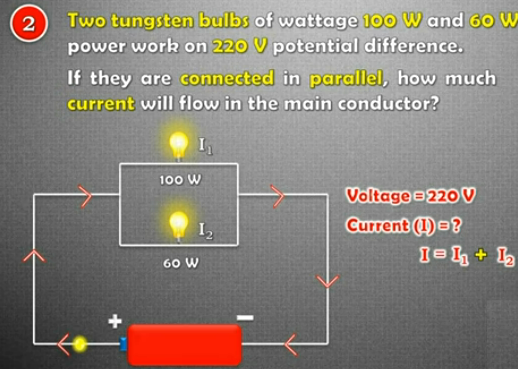 2
Two tungsten bulbs of wattage 100 W and 60 W
power work on 220 V potential difference.
If they are connected in parallel, how much
current will flow in the main conductor?
I₁
100 W
I₂
60 W
Voltage = 220 V
Current (I) = ?
I = I₁ + I₂
+ −